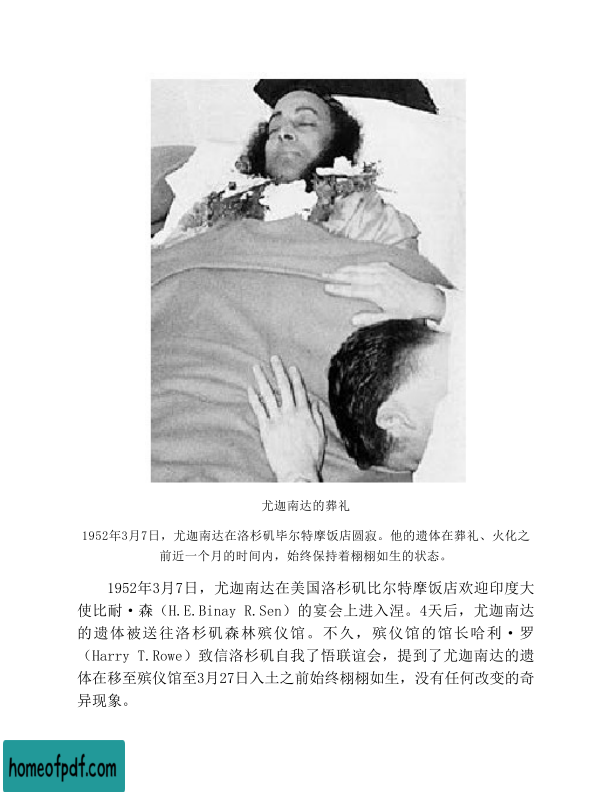 尤迦南达的葬礼
1952年3月7日，尤迦南达在洛杉矶毕尔特摩饭店圆寂。他的遗体在葬礼、火化之
前近一个月的时间内，始终保持着栩栩如生的状态。
1952年3月7日，尤迦南达在美国洛杉矶比尔特摩饭店欢迎印度大
使比耐·森（H.E.Binay R.Sen）的宴会上进入涅。4天后，尤迦南达
的遗体被送往洛杉矶森林殡仪馆。不久，殡仪馆的馆长哈利·罗
（Harry T.Rowe）致信洛杉矶自我了悟联谊会，提到了尤迦南达的遗
体在移至殡仪馆至3月27日入土之前始终栩栩如生，没有任何改变的奇
异现象。
homeofpdf.com